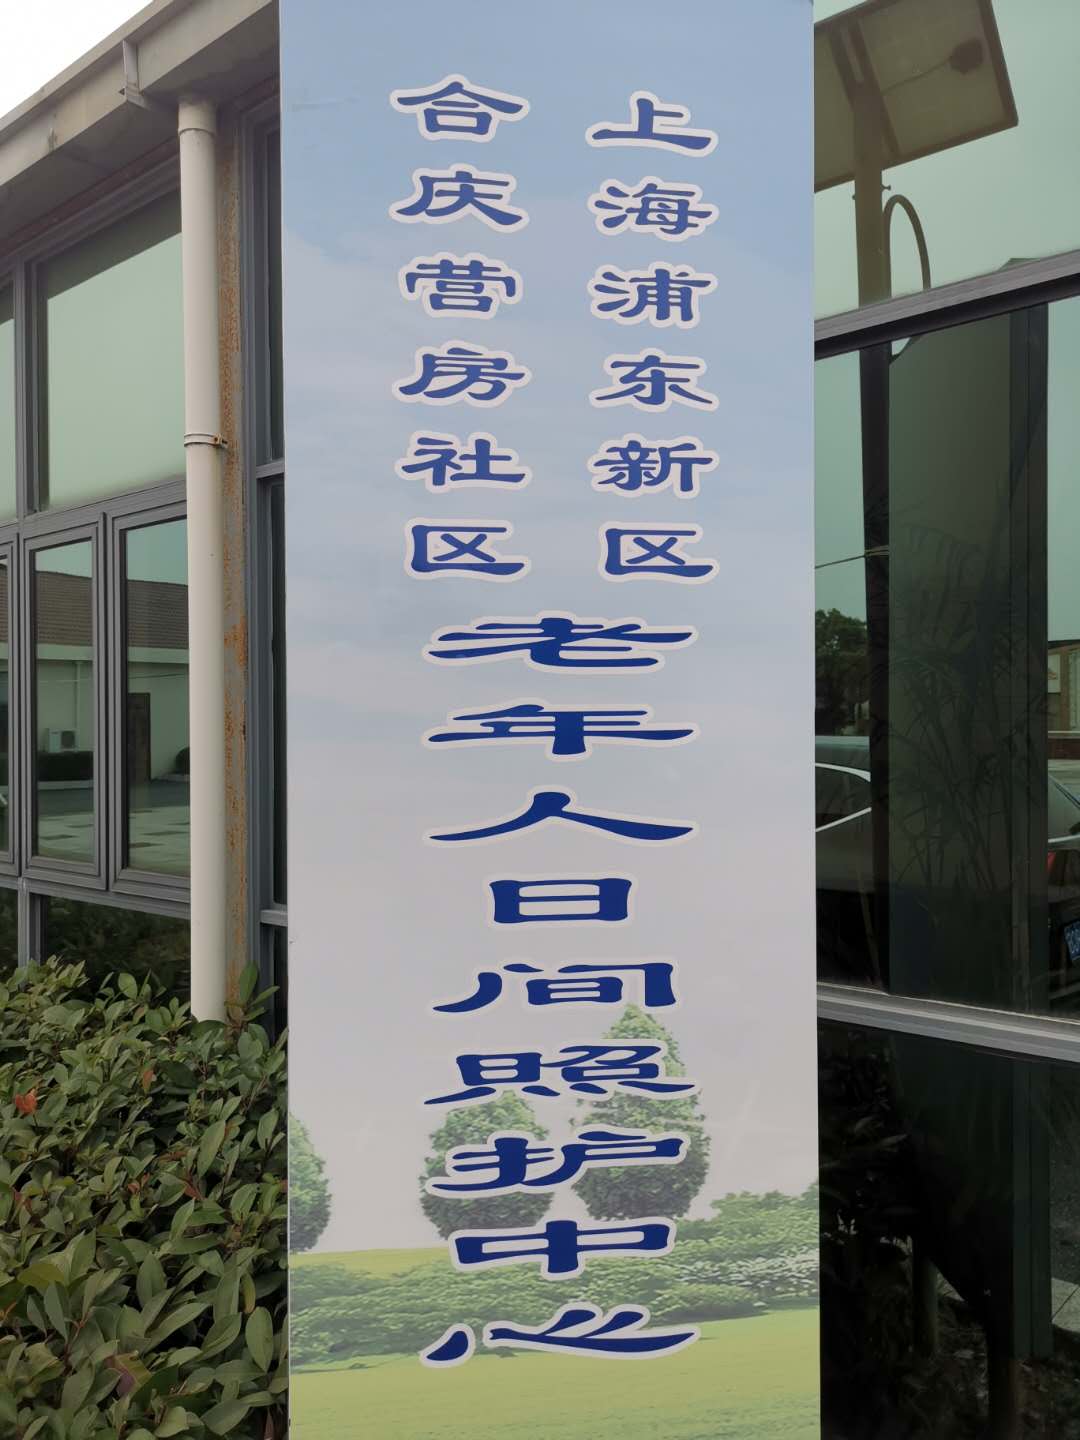 上海浦东新区
合庆营房社区
老年人日间照护中心